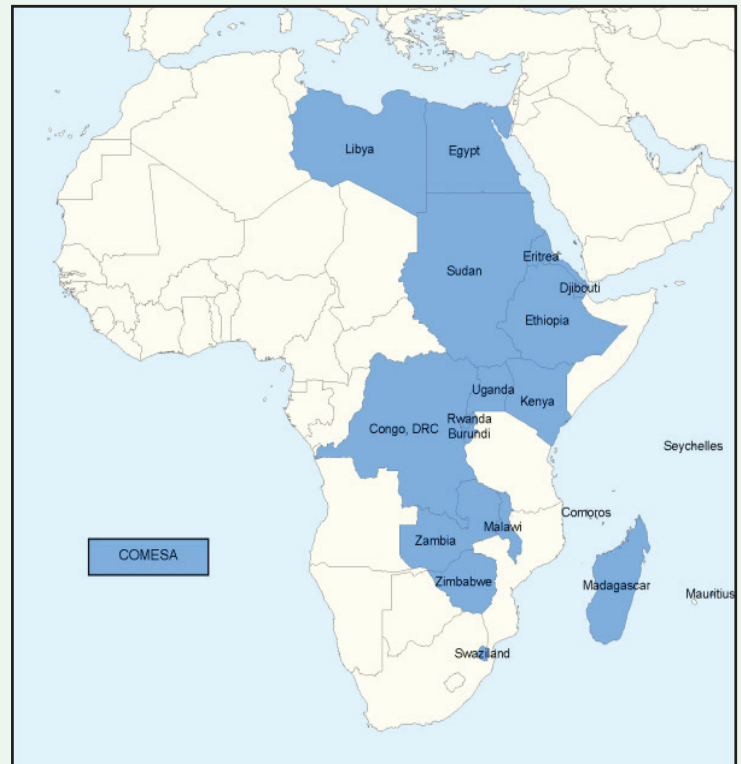 Libya
Egypt
Sudan
Eritrea
Djibouti
Ethiopia
Uganda
Kenya
Rwanda
Burundi
Congo, DRC
Seychelles
Comoros
Malawi
Zambia
COMESA
Zimbabwe
Madagascar
Mauritius
Swaziland